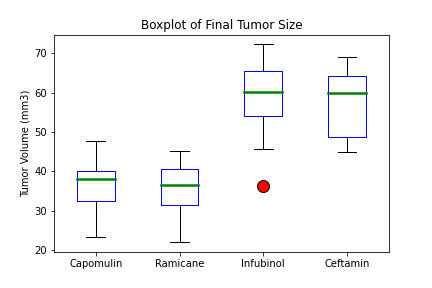 Boxplot of Final Tumor Size
Tumor Volume (mm3)
70
60
50
40
30
20
Capomulin Ramicane Infubinol Ceftamin